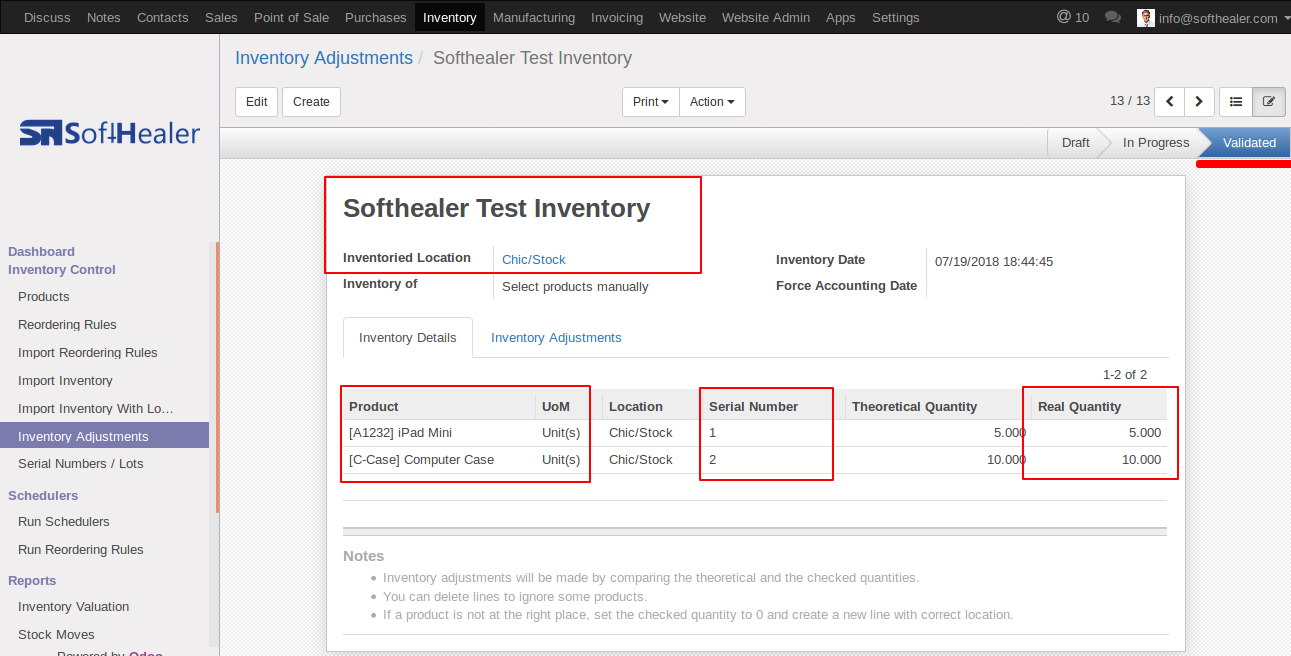 Discuss Notes Contacts Sales Point of Sale Purchases Inventory Manufacturing Invoicing Website Website Admin Apps Settings @ 10 info@softhealer.com
SoftHealer
Inventory Adjustments / Softhealer Test Inventory
Edit Create Print Action 13 / 13
Draft In Progress Validated
Dashboard
Inventory Control
Products
Reordering Rules
Import Reordering Rules
Import Inventory
Import Inventory With Lo...
Inventory Adjustments
Serial Numbers / Lots
Schedulers
Run Schedulers
Run Reordering Rules
Reports
Inventory Valuation
Stock Moves
Powered by Odoo
Softhealer Test Inventory
Inventoried Location Chic/Stock Inventory Date 07/19/2018 18:44:45
Inventory of Select products manually Force Accounting Date
Inventory Details Inventory Adjustments
1-2 of 2
Product UoM Location Serial Number Theoretical Quantity Real Quantity
[A1232] iPad Mini Unit(s) Chic/Stock 1 5.000 5.000
[C-Case] Computer Case Unit(s) Chic/Stock 2 10.000 10.000
Notes
Inventory adjustments will be made by comparing the theoretical and the checked quantities.
You can delete lines to ignore some products.
If a product is not at the right place, set the checked quantity to 0 and create a new line with correct location.